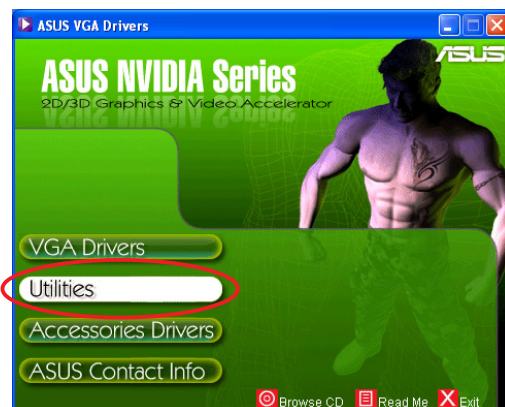 ASUS VGA Drivers
ASUS
ASUS NVIDIA Series
2D/3D Graphics & Video Accelerator
VGA Drivers
Utilities
Accessories Drivers
ASUS Contact Info
Browse CD Read Me Exit